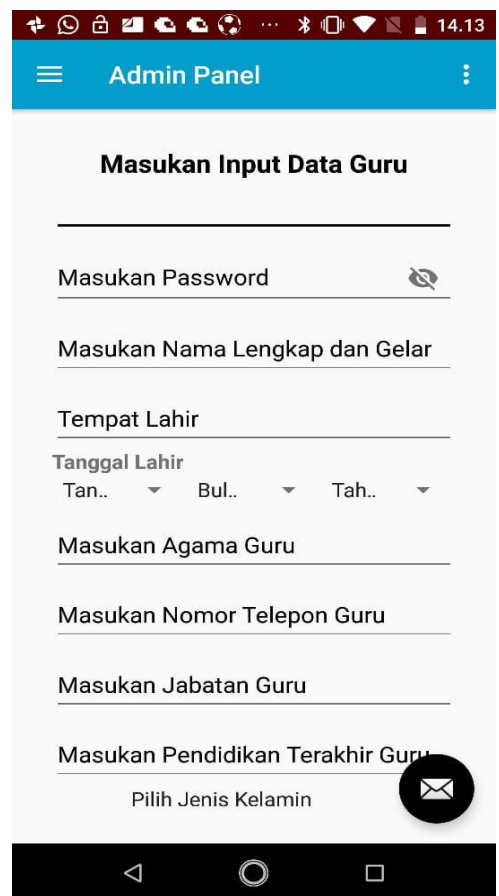 14.13
Admin Panel
Masukan Input Data Guru
Masukan Password
Masukan Nama Lengkap dan Gelar
Tempat Lahir
Tanggal Lahir
Tan.. Bul.. Tah..
Masukan Agama Guru
Masukan Nomor Telepon Guru
Masukan Jabatan Guru
Masukan Pendidikan Terakhir Guru
Pilih Jenis Kelamin